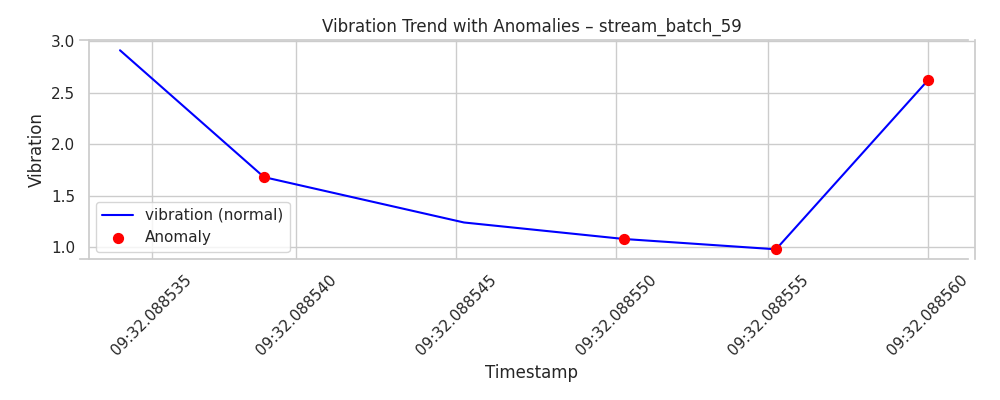 Vibration Trend with Anomalies – stream_batch_59
3.0
2.5
2.0
1.5
1.0
Vibration
vibration (normal)
Anomaly
09:32.088535
09:32.088540
09:32.088545
09:32.088550
09:32.088555
09:32.088560
Timestamp